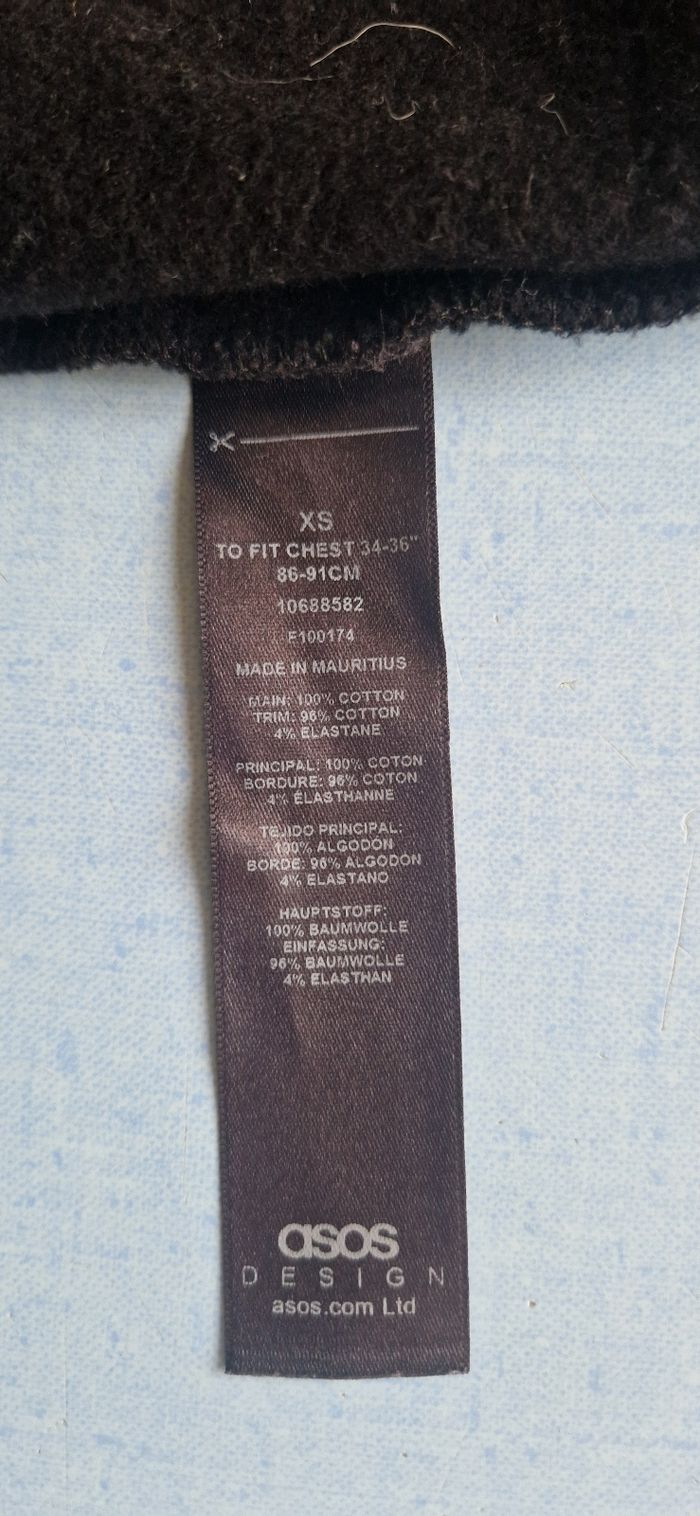 XS
TO FIT CHEST 34-36"
86-91CM
10688582
F100174
MADE IN MAURITIUS
MAIN: 100% COTTON
TRIM: 96% COTTON
4% ELASTANE
PRINCIPAL: 100% COTON
BORDURE: 96% COTON
4% ÉLASTHANNE
TEJIDO PRINCIPAL:
100% ALGODÓN
BORDE: 96% ALGODÓN
4% ELASTANO
HAUPTSTOFF:
100% BAUMWOLLE
EINFASSUNG:
96% BAUMWOLLE
4% ELASTHAN
asos
DESIGN
asos.com Ltd